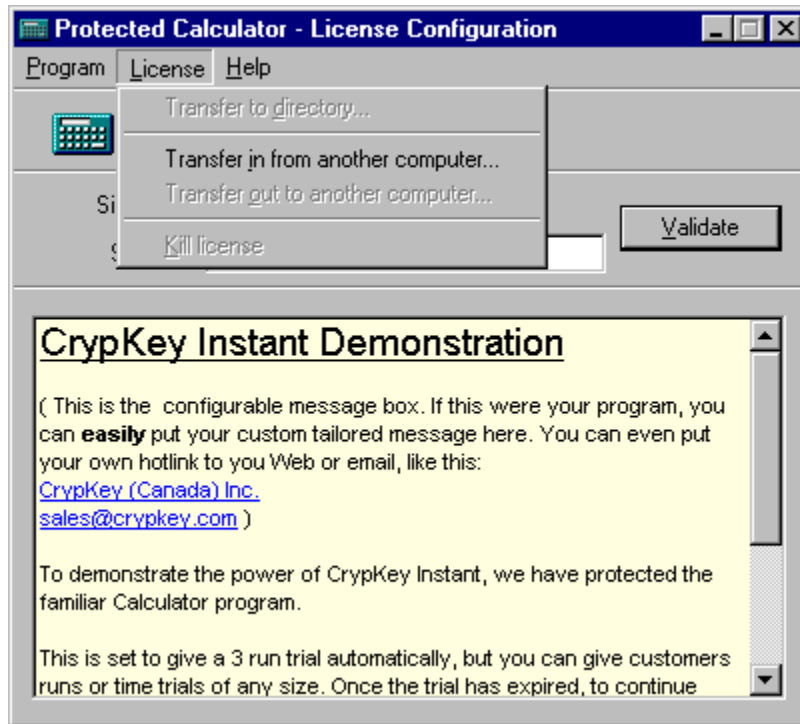 Protected Calculator - License Configuration
Program License Help
Transfer to directory...
Transfer in from another computer...
Transfer out to another computer...
Kill license
Si
Validate
CrypKey Instant Demonstration
( This is the configurable message box. If this were your program, you
can easily put your custom tailored message here. You can even put
your own hotlink to you Web or email, like this:
CrypKey (Canada) Inc.
sales@crypkey.com )
To demonstrate the power of CrypKey Instant, we have protected the
familiar Calculator program.
This is set to give a 3 run trial automatically, but you can give customers
runs or time trials of any size. Once the trial has expired, to continue